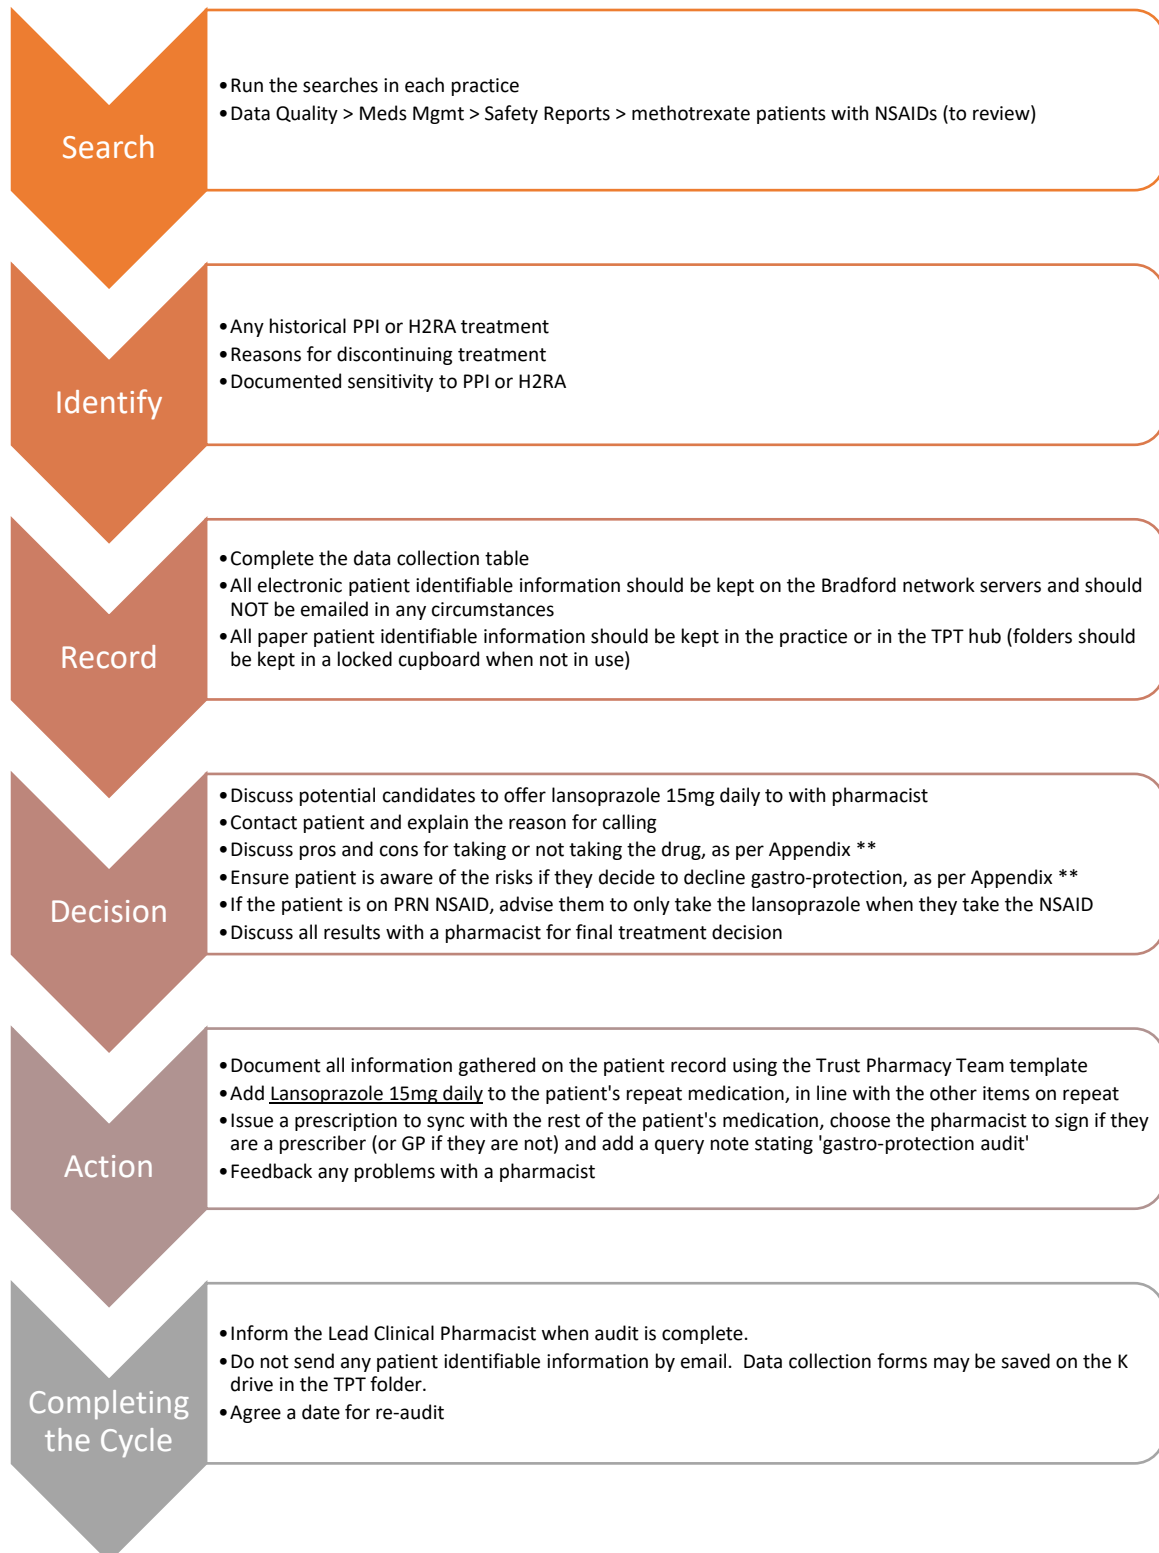 Search
•Run the searches in each practice
•Data Quality > Meds Mgmt > Safety Reports > methotrexate patients with NSAIDs (to review)
Identify
•Any historical PPI or H2RA treatment
•Reasons for discontinuing treatment
•Documented sensitivity to PPI or H2RA
Record
•Complete the data collection table
•All electronic patient identifiable information should be kept on the Bradford network servers and should
NOT be emailed in any circumstances
•All paper patient identifiable information should be kept in the practice or in the TPT hub (folders should
be kept in a locked cupboard when not in use)
Decision
•Discuss potential candidates to offer lansoprazole 15mg daily to with pharmacist
•Contact patient and explain the reason for calling
•Discuss pros and cons for taking or not taking the drug, as per Appendix **
•Ensure patient is aware of the risks if they decide to decline gastro-protection, as per Appendix **
•If the patient is on PRN NSAID, advise them to only take the lansoprazole when they take the NSAID
•Discuss all results with a pharmacist for final treatment decision
Action
•Document all information gathered on the patient record using the Trust Pharmacy Team template
•Add Lansoprazole 15mg daily to the patient's repeat medication, in line with the other items on repeat
•Issue a prescription to sync with the rest of the patient's medication, choose the pharmacist to sign if they
are a prescriber (or GP if they are not) and add a query note stating 'gastro-protection audit'
•Feedback any problems with a pharmacist
Completing
the Cycle
•Inform the Lead Clinical Pharmacist when audit is complete.
•Do not send any patient identifiable information by email.  Data collection forms may be saved on the K
drive in the TPT folder.
•Agree a date for re-audit